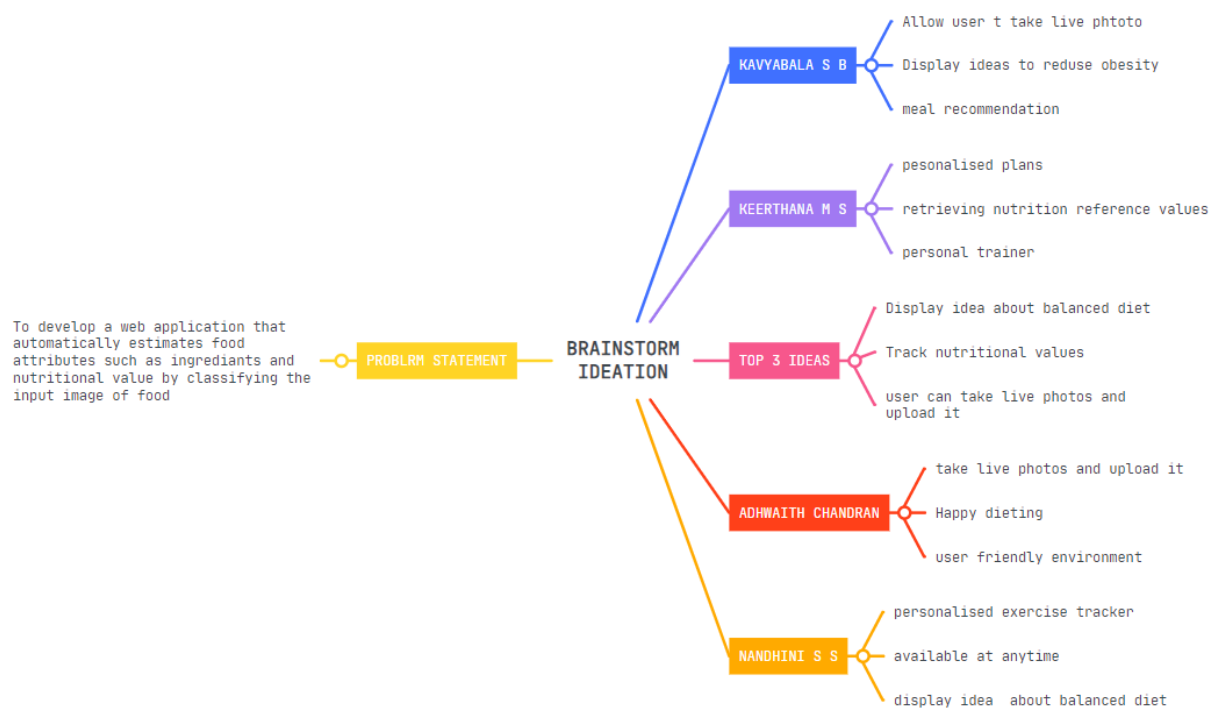 Allow user t take live phtoto
KAVYABALA S B
Display ideas to reduse obesity
meal recommendation
pesonalised plans
KEERTHANA M S
retrieving nutrition reference values
personal trainer
To develop a web application that
automatically estimates food
attributes such as ingrediants and
nutritional value by classifying the
input image of food
PROBLRM STATEMENT
BRAINSTORM
IDEATION
TOP 3 IDEAS
Display idea about balanced diet
Track nutritional values
user can take live photos and
upload it
ADHWAITH CHANDRAN
take live photos and upload it
Happy dieting
user friendly environment
NANDHINI S S
personalised exercise tracker
available at anytime
display idea  about balanced diet